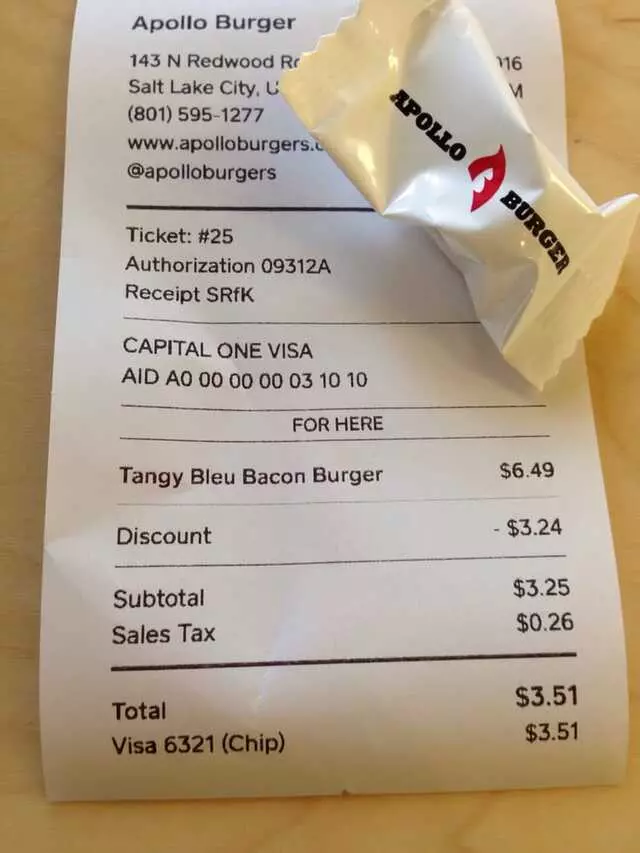 Apollo Burger
143 N Redwood
Salt Lake City,
(801) 595-1277
www.apolloburgers.
@apolloburgers
APOLLO
BURGER
Ticket: #25
Authorization 09312A
Receipt SRfK
CAPITAL ONE VISA
AID A0 00 00 00 03 10 10
FOR HERE
Tangy Bleu Bacon Burger $6.49
Discount - $3.24
Subtotal $3.25
Sales Tax $0.26
Total $3.51
Visa 6321 (Chip) $3.51